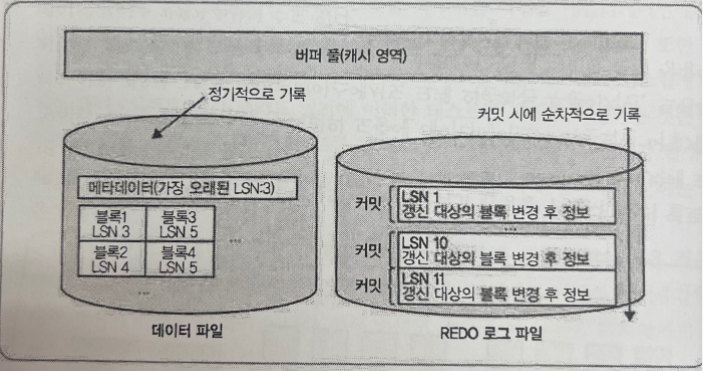 버퍼 풀(캐시 영역)
정기적으로 기록
커밋 시에 순차적으로 기록
메타데이터(가장 오래된 LSN:3)
블록1 블록3
LSN 3 LSN 5
...
블록2 블록4
LSN 4 LSN 5
...
커밋
LSN 1
갱신 대상의 블록 변경 후 정보
...
커밋
LSN 10
갱신 대상의 블록 변경 후 정보
커밋
LSN 11
갱신 대상의 블록 변경 후 정보
데이터 파일
REDO 로그 파일